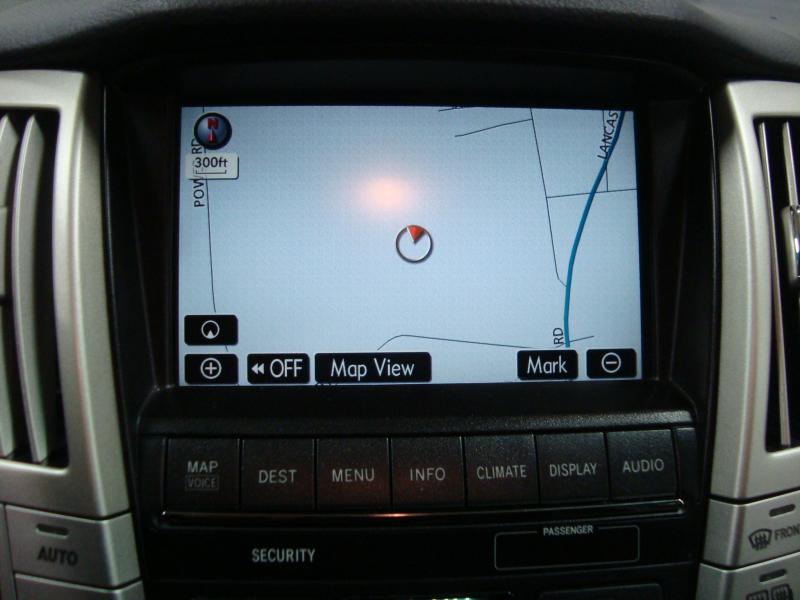 N
300ft
POWER RD
LANCAS
RD
OFF
Map View
Mark
MAP
VOICE
DEST
MENU
INFO
CLIMATE
DISPLAY
AUDIO
PASSENGER
SECURITY
AUTO
FRON